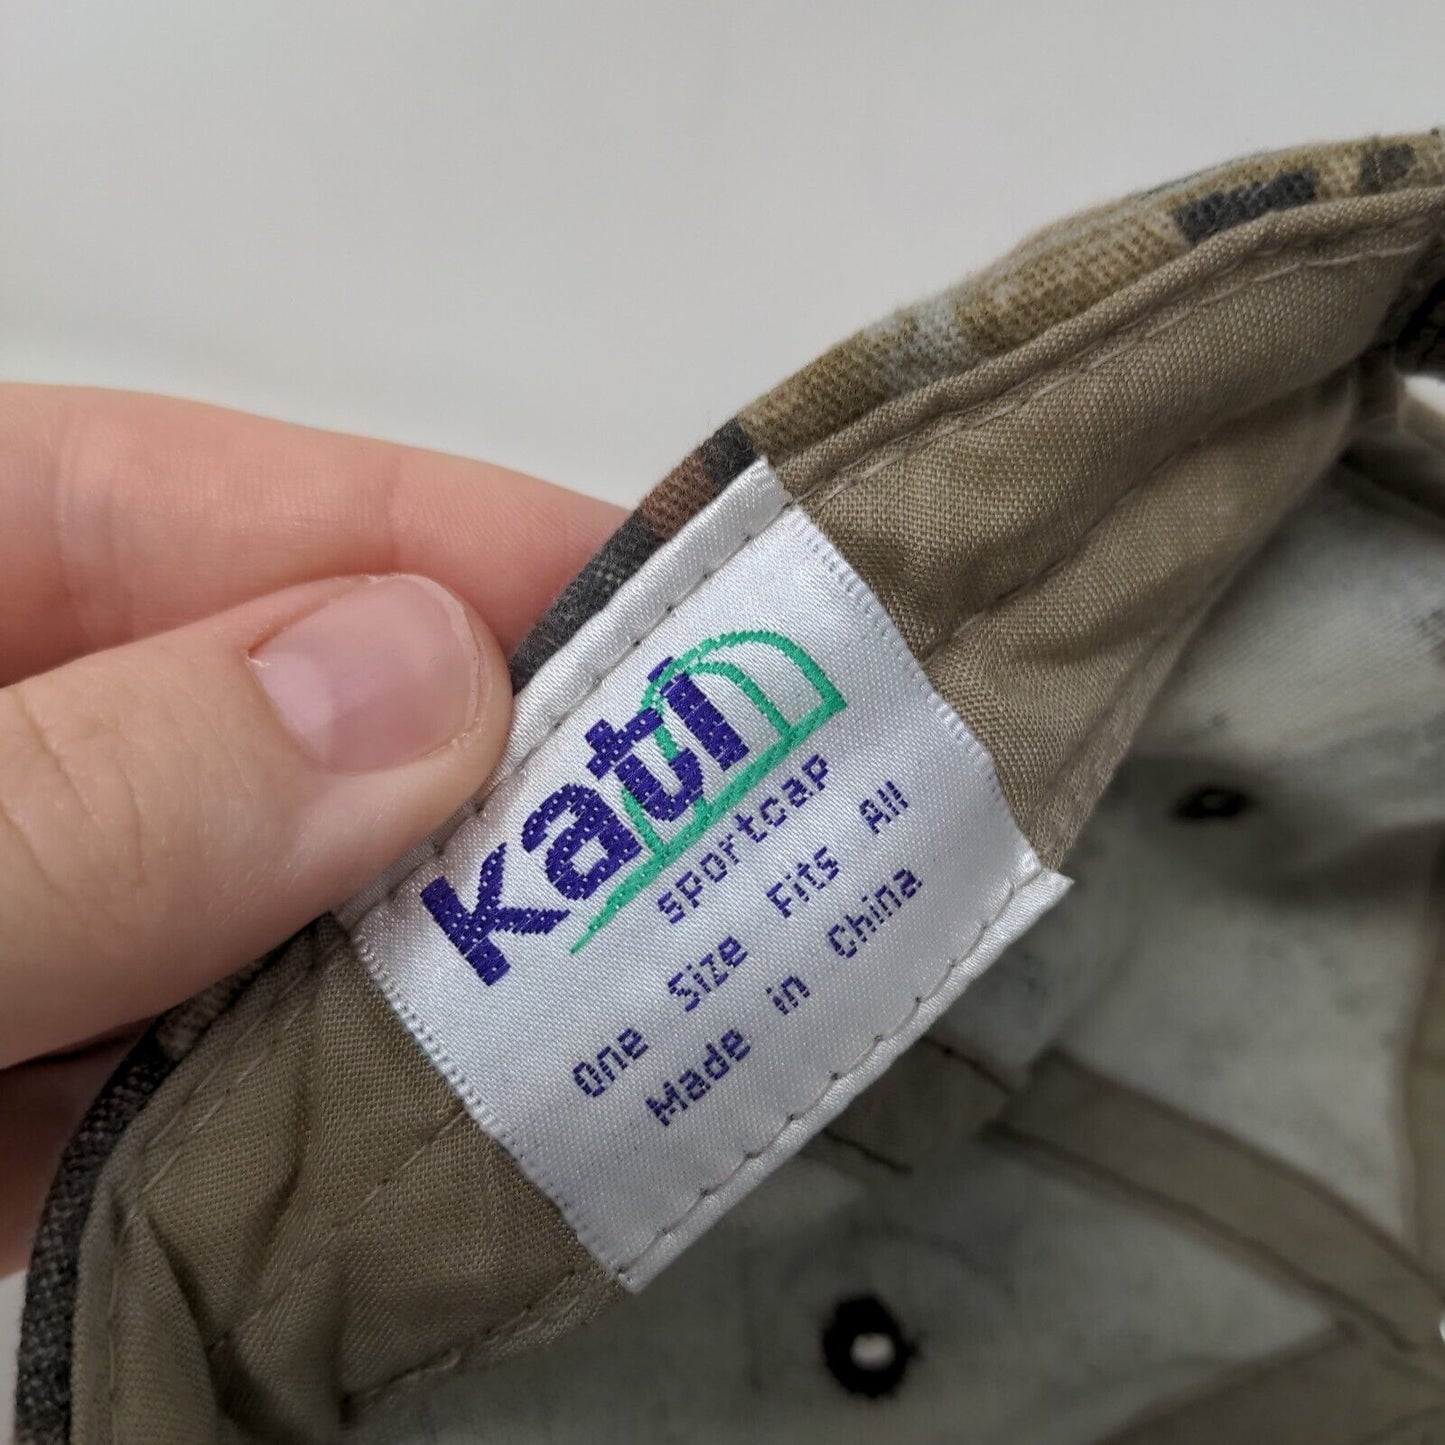 Kati
sportcap
One Size Fits All
Made in China